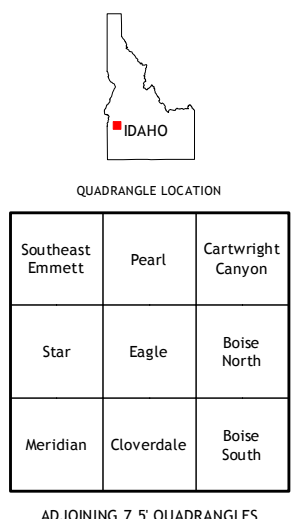 IDAHO
QUADRANGLE LOCATION
Southeast
Emmett
Pearl
Cartwright
Canyon
Star
Eagle
Boise
North
Meridian
Cloverdale
Boise
South
ADJOINING 7.5' QUADRANGLES